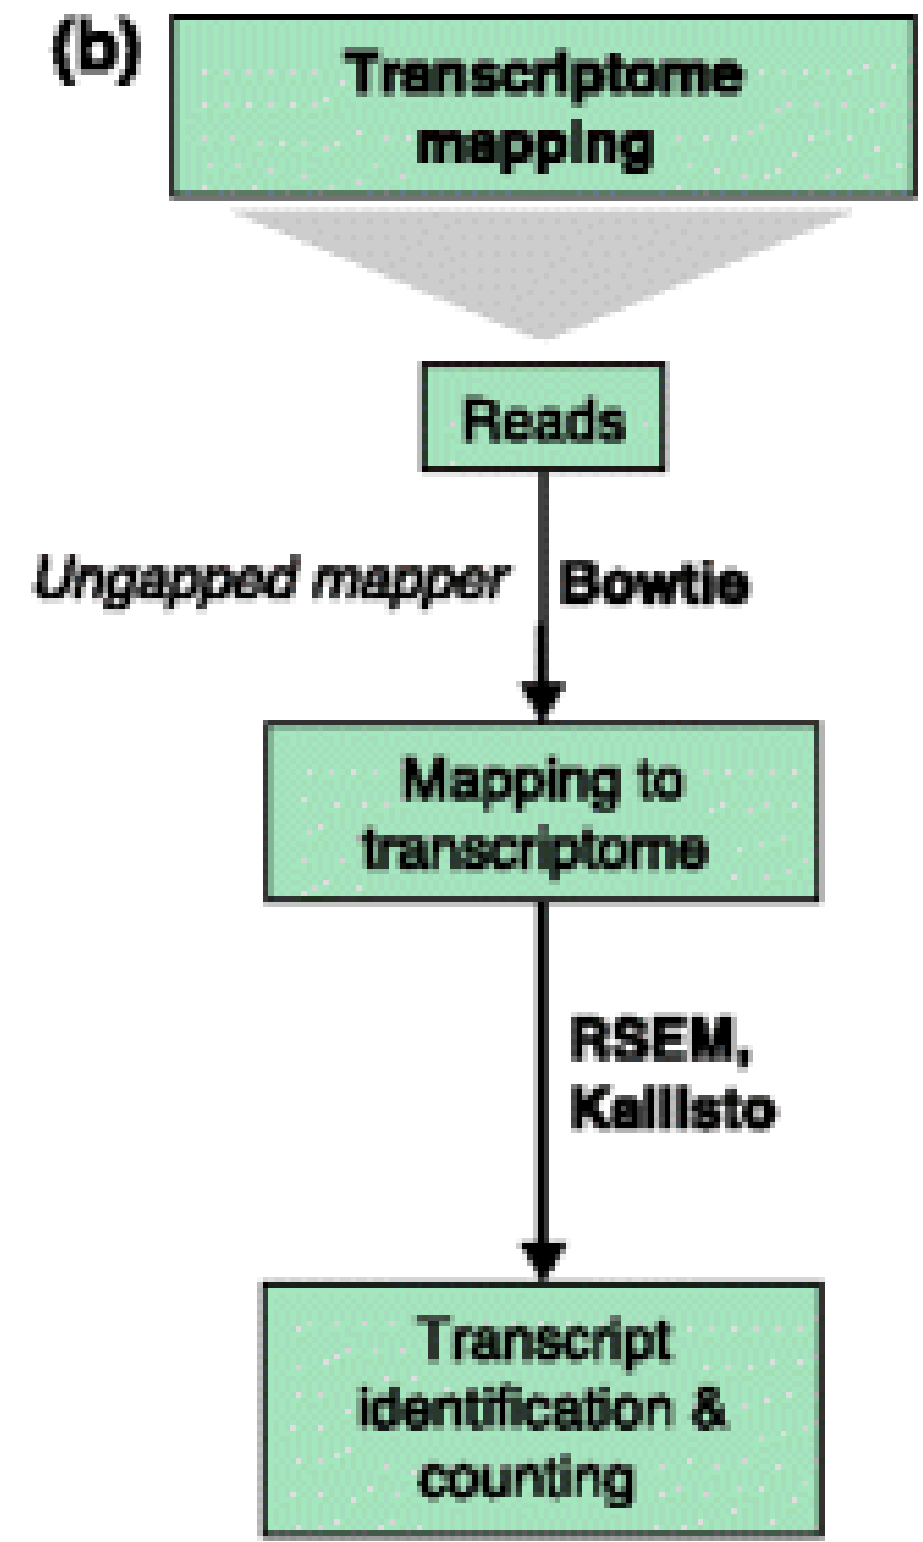 (b)
Transcriptome
mapping
Reads
Ungapped mapper
Bowtie
Mapping to
transcriptome
RSEM,
Kallisto
Transcript
identification &
counting